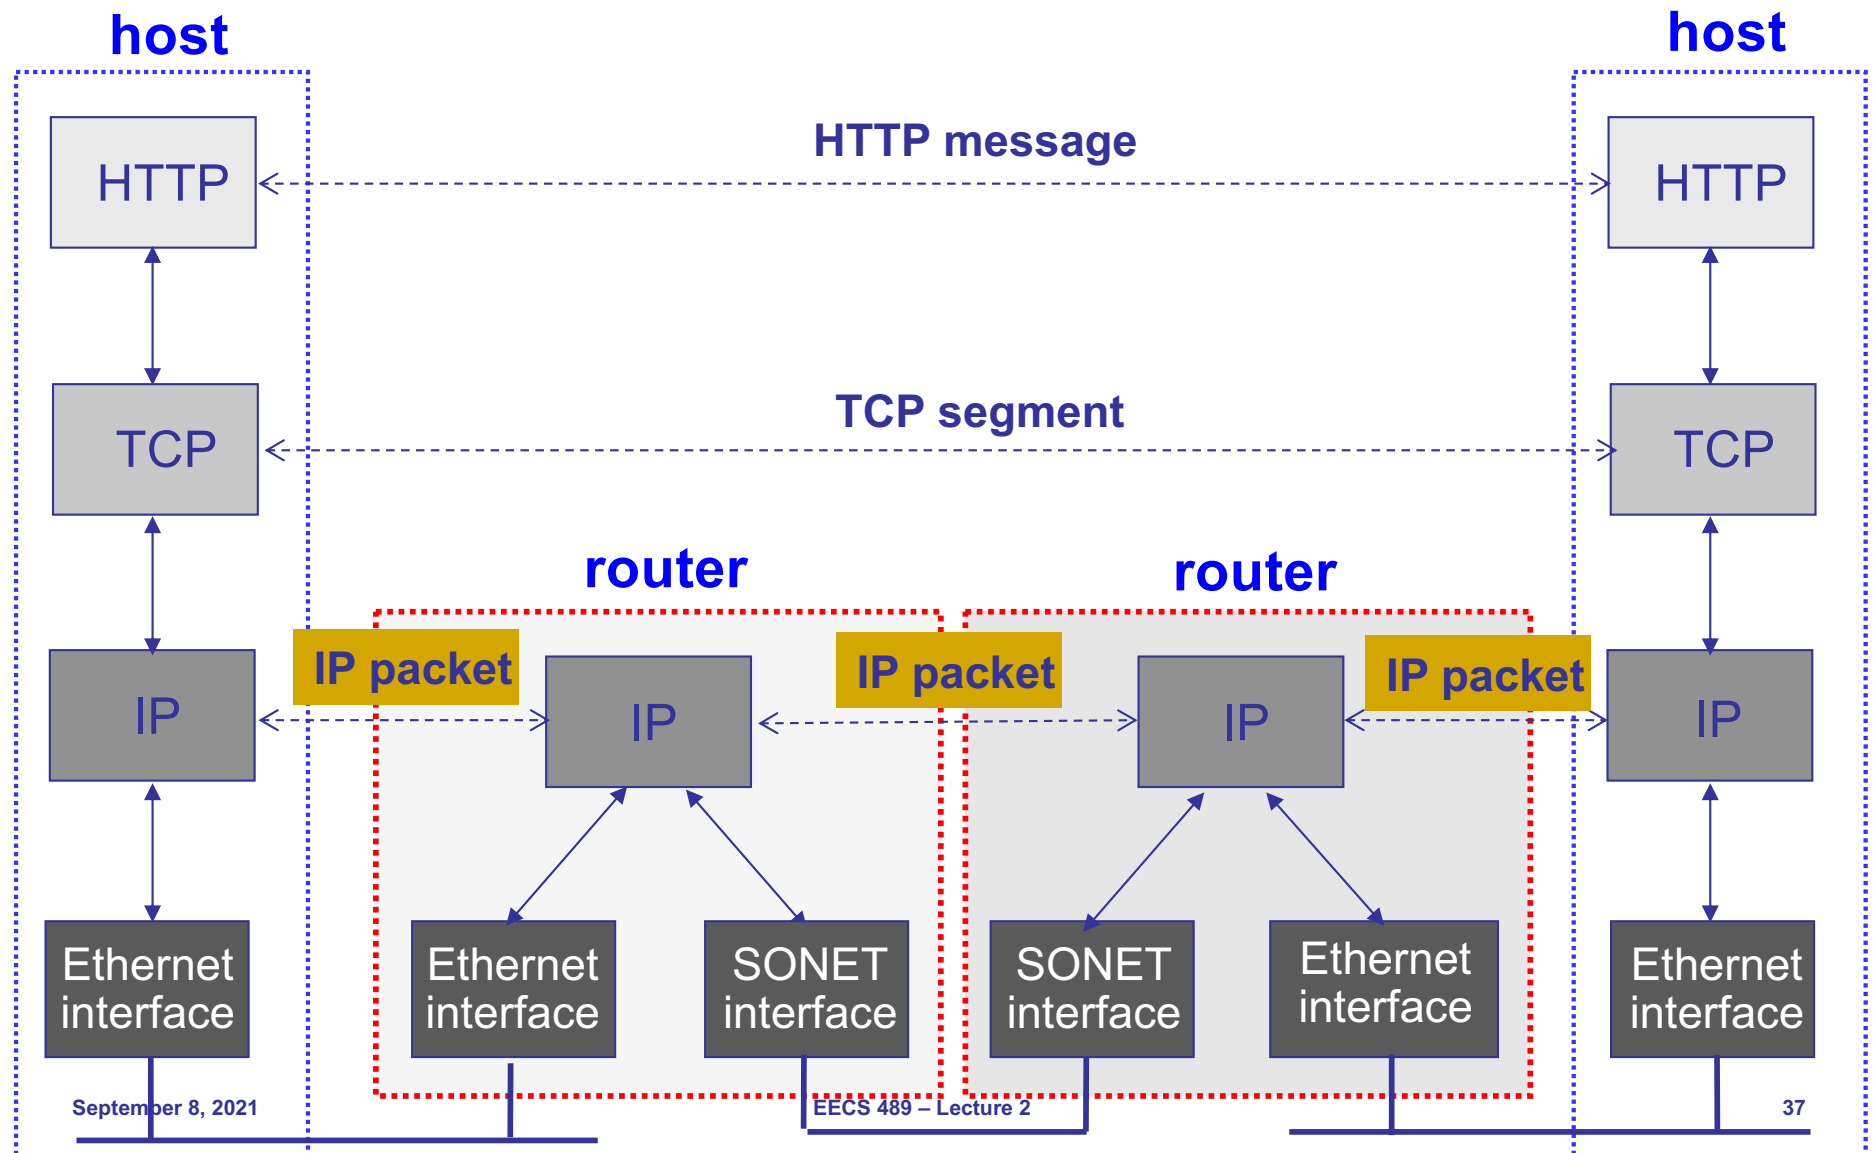 host
host
HTTP message
HTTP
HTTP
TCP segment
TCP
TCP
router
router
IP packet
IP packet
IP packet
IP
IP
IP
IP
Ethernet
interface
Ethernet
interface
SONET
interface
SONET
interface
Ethernet
interface
Ethernet
interface
September 8, 2021
EECS 489 – Lecture 2
37